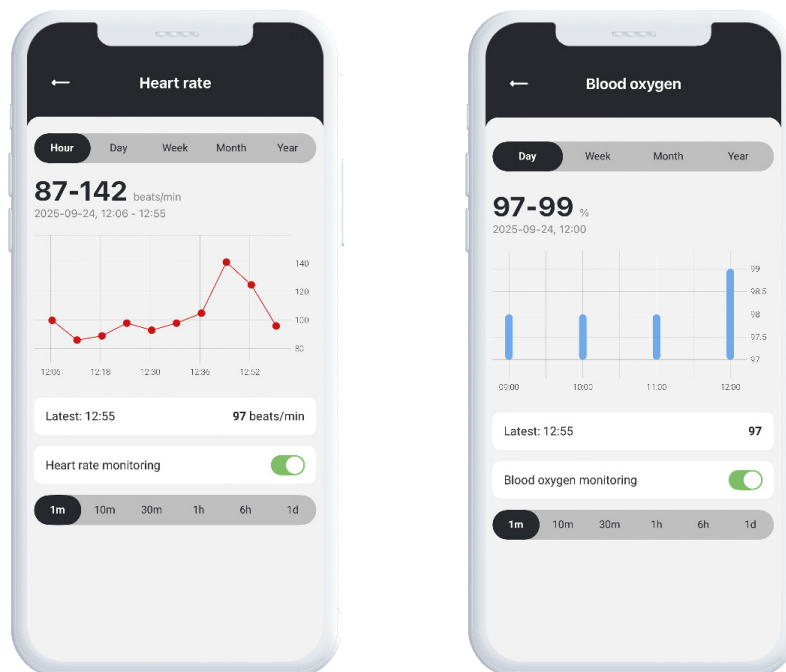 Heart rate
Hour Day Week Month Year
87-142 beats/min
2025-09-24, 12:06 - 12:55
140
120
100
80
12:06 12:18 12:30 12:36 12:52
Latest: 12:55 97 beats/min
Heart rate monitoring
1m 10m 30m 1h 6h 1d
Blood oxygen
Day Week Month Year
97-99 %
2025-09-24, 12:00
99
98.5
98
97.5
97
09:00 10:00 11:00 12:00
Latest: 12:55 97
Blood oxygen monitoring
1m 10m 30m 1h 6h 1d